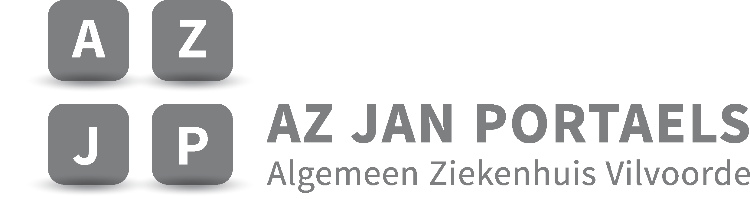 A Z
J P
AZ JAN PORTAELS
Algemeen Ziekenhuis Vilvoorde